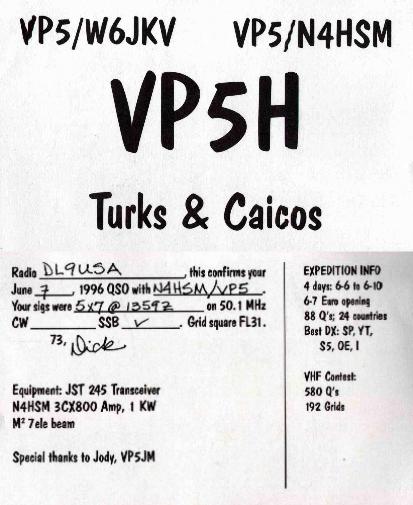 VP5/W6JKV VP5/N4HSM
VP5H
Turks & Caicos
Radio DL9USA, this confirms your
June 7, 1996 QSO with N4HSM/VP5.
Your sigs were 5x7 @ 1359Z on 50.1 MHz
CW SSB ✓. Grid square FL31.
73, Dick
Equipment: JST 245 Transceiver
N4HSM 3CX800 Amp, 1 KW
M² 7ele beam
Special thanks to Jody, VP5JM
EXPEDITION INFO
4 days: 6-6 to 6-10
6-7 Euro opening
88 Q's; 24 countries
Best DX: SP, YT,
S5, OE, I
VHF Contest:
580 Q's
192 Grids